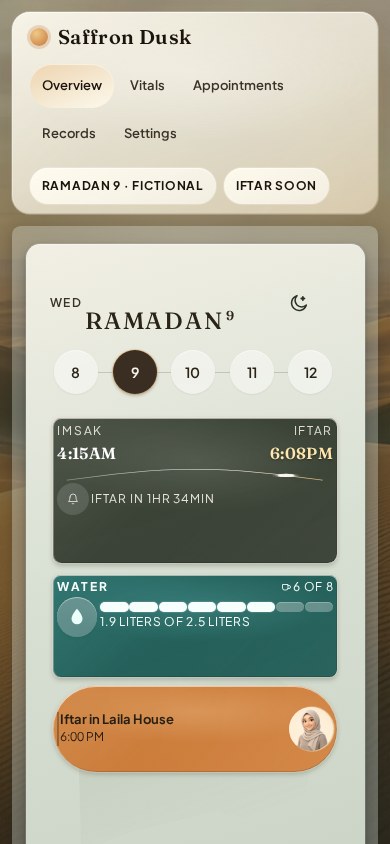 Saffron Dusk
Overview Vitals Appointments
Records Settings
RAMADAN 9 · FICTIONAL IFTAR SOON
WED
RAMADAN 9
8 9 10 11 12
IMSAK IFTAR
4:15AM 6:08PM
IFTAR IN 1HR 34MIN
WATER 6 OF 8
1.9 LITERS OF 2.5 LITERS
Iftar in Laila House
6:00 PM